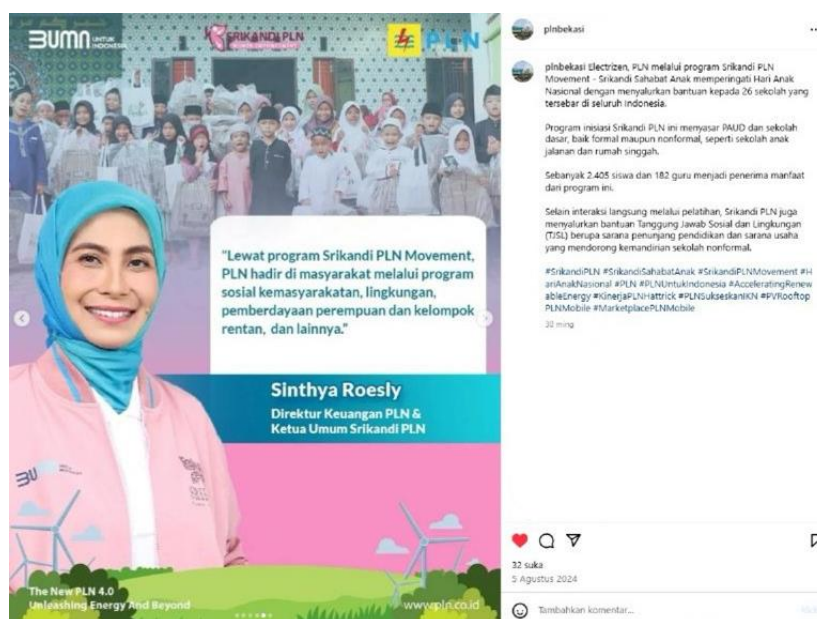 BUMN UNTUK
INDONESIA
SRIKANDI PLN
PLN
"Lewat program Srikandi PLN Movement,
PLN hadir di masyarakat melalui program
sosial kemasyarakatan, lingkungan,
pemberdayaan perempuan dan kelompok
rentan, dan lainnya."
Sinthya Roesly
Direktur Keuangan PLN &
Ketua Umum Srikandi PLN
BUMN
The New PLN 4.0
Unleashing Energy And Beyond
www.pln.co.id
plnbekasi
plnbekasi Electrizen, PLN melalui program Srikandi PLN
Movement - Srikandi Sahabat Anak memperingati Hari Anak
Nasional dengan menyalurkan bantuan kepada 26 sekolah yang
tersebar di seluruh Indonesia.
Program inisiasi Srikandi PLN ini menyasar PAUD dan sekolah
dasar, baik formal maupun nonformal, seperti sekolah anak
jalanan dan rumah singgah.
Sebanyak 2.405 siswa dan 182 guru menjadi penerima manfaat
dari program ini.
Selain interaksi langsung melalui pelatihan, Srikandi PLN juga
menyalurkan bantuan Tanggung Jawab Sosial dan Lingkungan
(TJSL) berupa sarana penunjang pendidikan dan sarana usaha
yang mendorong kemandirian sekolah nonformal.
#SrikandiPLN #SrikandiSahabatAnak #SrikandiPLNMovement #H
ariAnakNasional #PLN #PLNUntukIndonesia #AcceleratingRenew
ableEnergy #KinerjaPLNHattrick #PLNSukseskanIKN #PVRooftop
PLNMobile #MarketplacePLNMobile
30 ming
32 suka
5 Agustus 2024
Tambahkan komentar...